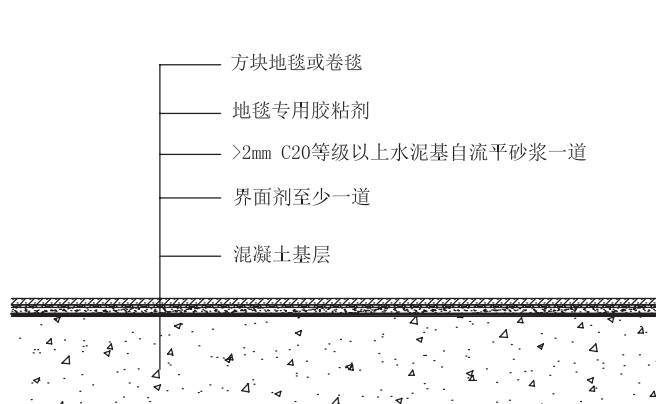 方块地毯或卷毯
地毯专用胶粘剂
>2mm C20等级以上水泥基自流平砂浆一道
界面剂至少一道
混凝土基层